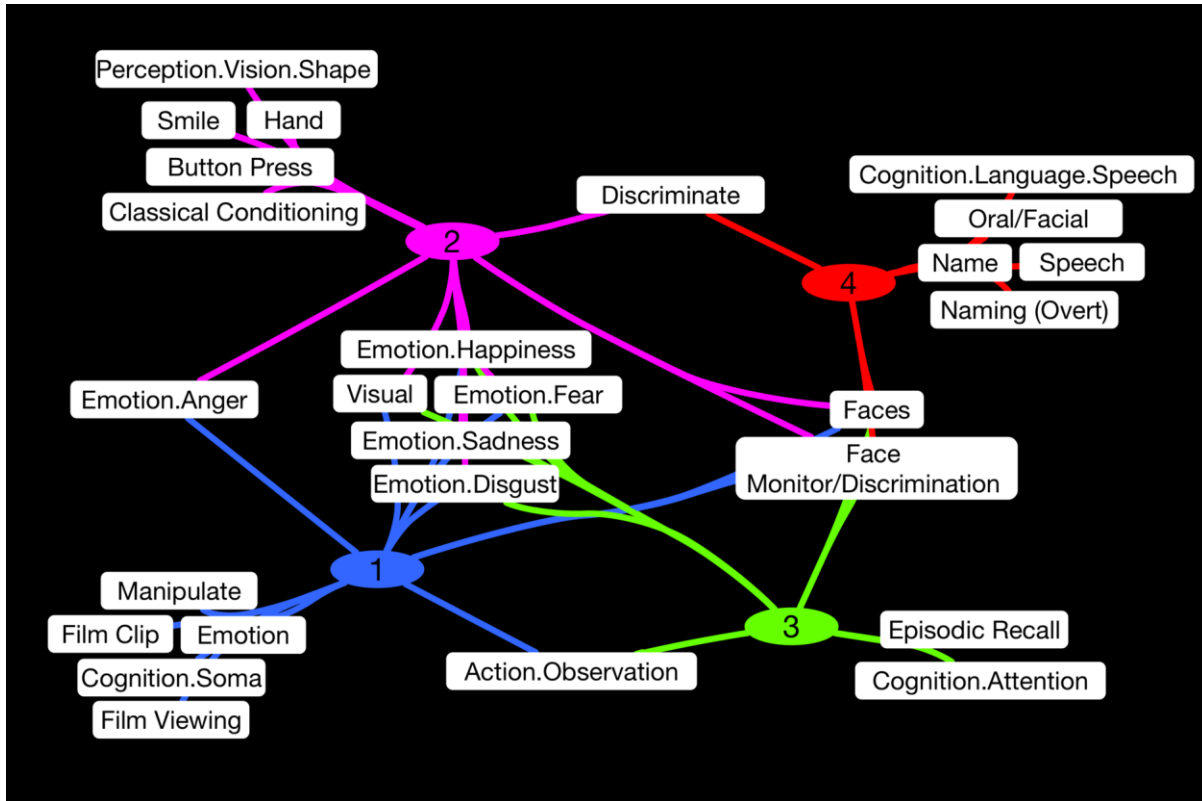 Perception.Vision.Shape
Smile
Hand
Button Press
Classical Conditioning
Discriminate
Cognition.Language.Speech
Oral/Facial
Name
Speech
Naming (Overt)
2
4
Emotion.Happiness
Emotion.Anger
Visual
Emotion.Fear
Faces
Emotion.Sadness
Face
Monitor/Discrimination
Emotion.Disgust
1
Manipulate
Film Clip
Emotion
Cognition.Soma
Film Viewing
Action.Observation
3
Episodic Recall
Cognition.Attention